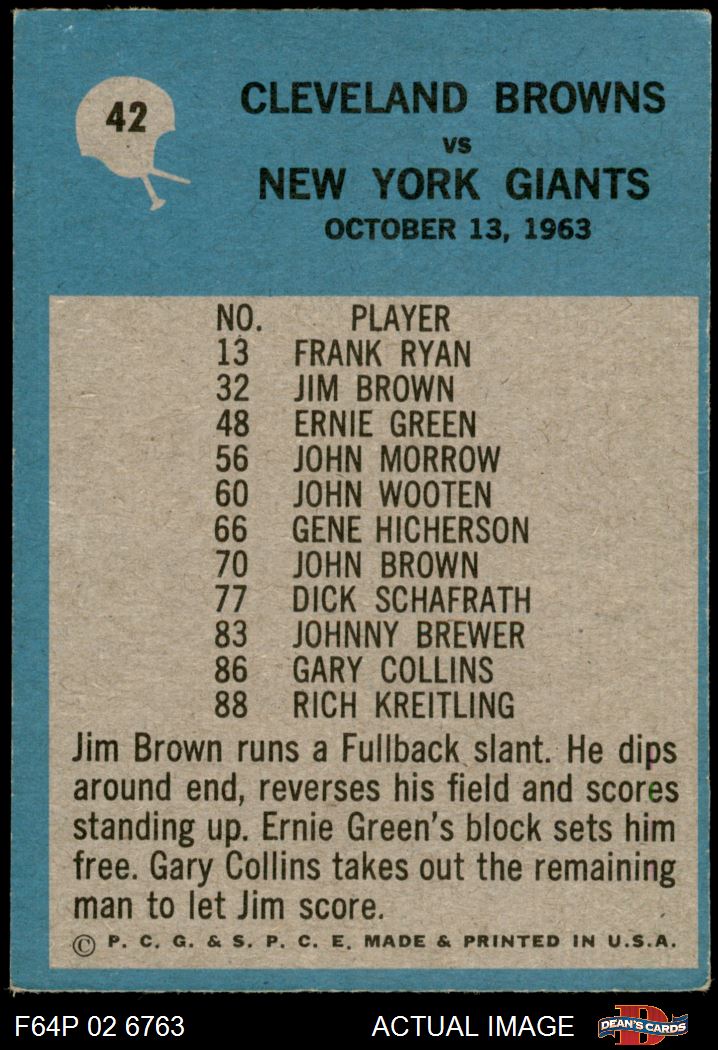 42
CLEVELAND BROWNS
VS
NEW YORK GIANTS
OCTOBER 13, 1963
NO. PLAYER
13 FRANK RYAN
32 JIM BROWN
48 ERNIE GREEN
56 JOHN MORROW
60 JOHN WOOTEN
66 GENE HICHERSON
70 JOHN BROWN
77 DICK SCHAFRATH
83 JOHNNY BREWER
86 GARY COLLINS
88 RICH KREITLING
Jim Brown runs a Fullback slant. He dips
around end, reverses his field and scores
standing up. Ernie Green's block sets him
free. Gary Collins takes out the remaining
man to let Jim score.
© P. C. G. & S. P. C. E. MADE & PRINTED IN U.S.A.
F64P 02 6763 ACTUAL IMAGE D DEAN'S CARDS